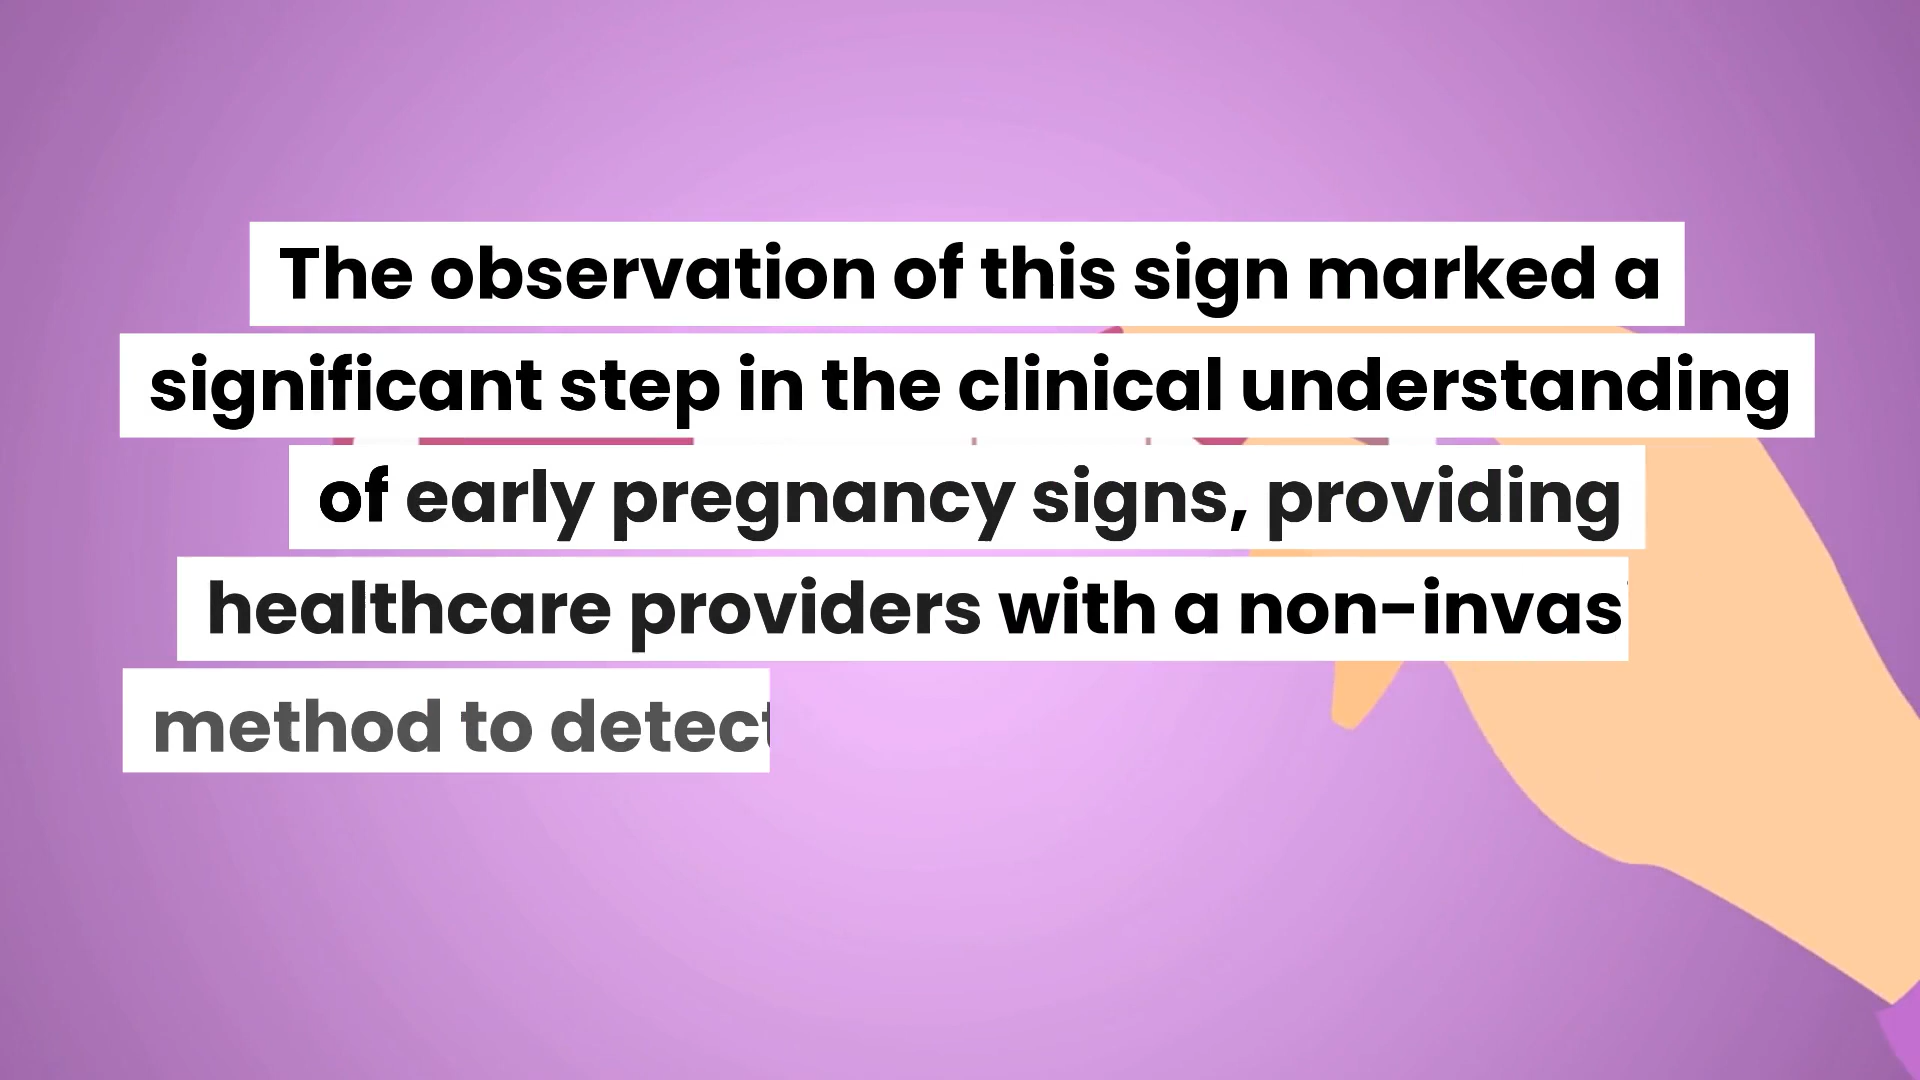 The observation of this sign marked a
significant step in the clinical understanding
of early pregnancy signs, providing
healthcare providers with a non-invas
method to detect